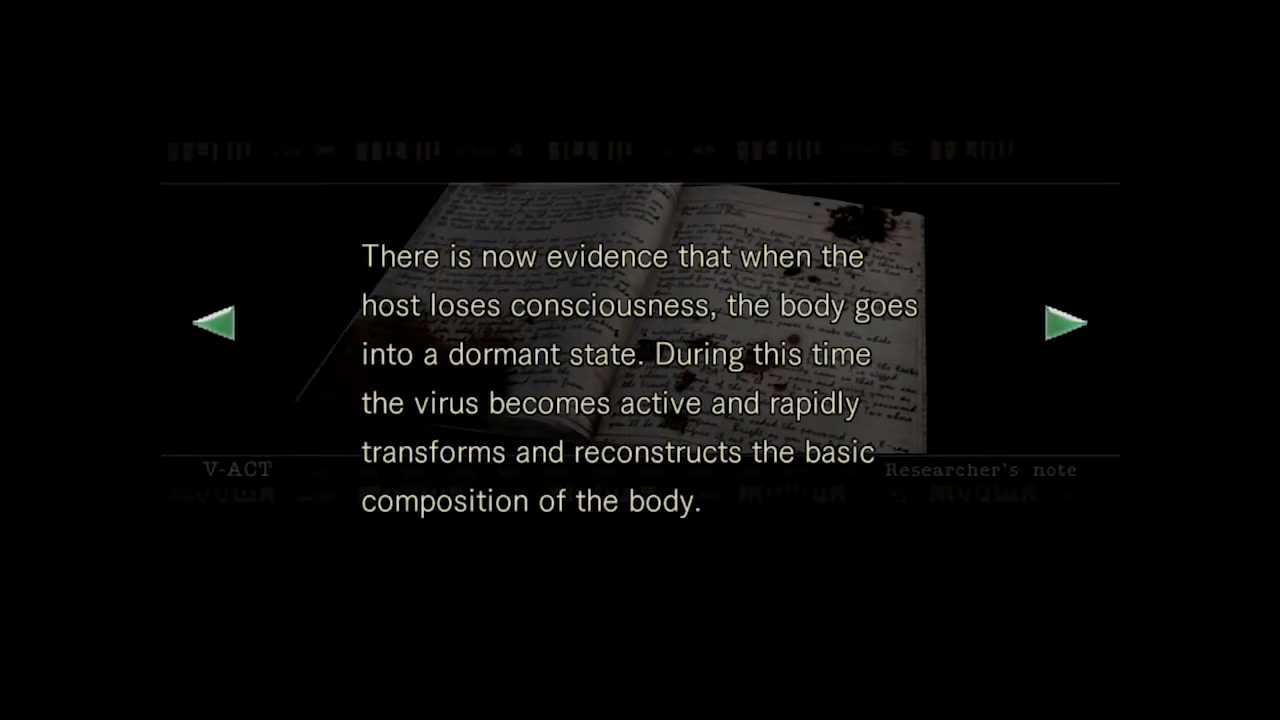 There is now evidence that when the
host loses consciousness, the body goes
into a dormant state. During this time
the virus becomes active and rapidly
transforms and reconstructs the basic
composition of the body.
V-ACT
Researcher's note